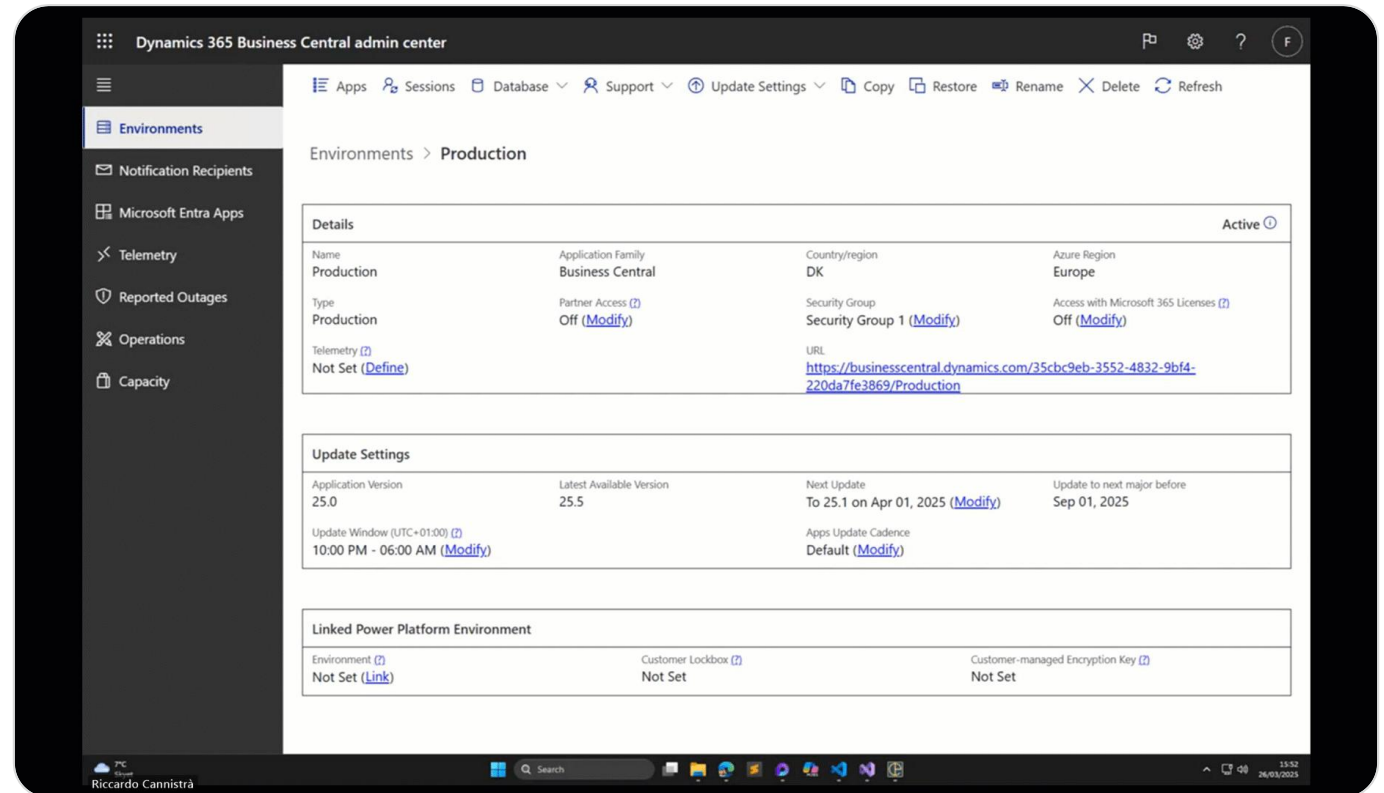 Dynamics 365 Business Central admin center
F
Apps Sessions Database Support Update Settings Copy Restore Rename Delete Refresh
Environments
Notification Recipients
Microsoft Entra Apps
Telemetry
Reported Outages
Operations
Capacity
Environments > Production
Details Active
Name Application Family Country/region Azure Region
Production Business Central DK Europe
Type Partner Access (?) Security Group Access with Microsoft 365 Licenses (?)
Production Off (Modify) Security Group 1 (Modify) Off (Modify)
Telemetry (?) URL
Not Set (Define) https://businesscentral.dynamics.com/35cbc9eb-3552-4832-9bf4-
220da7fe3869/Production
Update Settings
Application Version Latest Available Version Next Update Update to next major before
25.0 25.5 To 25.1 on Apr 01, 2025 (Modify) Sep 01, 2025
Update Window (UTC+01:00) (?) Apps Update Cadence
10:00 PM - 06:00 AM (Modify) Default (Modify)
Linked Power Platform Environment
Environment (?) Customer Lockbox (?) Customer-managed Encryption Key (?)
Not Set (Link) Not Set Not Set
7°C
Search
15:52
26/03/2025
Riccardo Cannistrà